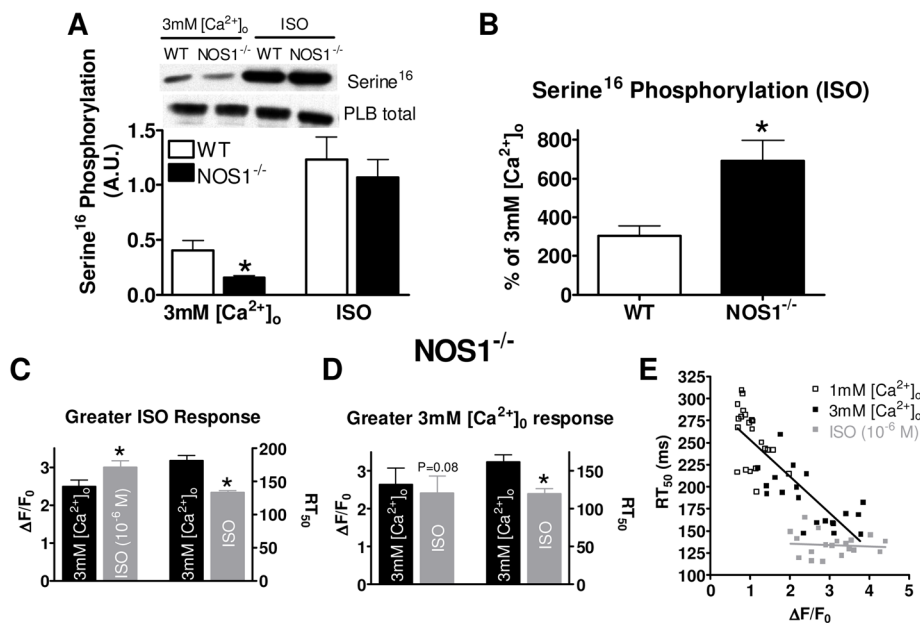 A
3mM [Ca²⁺]ₒ ISO
WT NOS1⁻/⁻ WT NOS1⁻/⁻
Serine¹⁶
PLB total
Serine¹⁶ Phosphorylation
(A.U.)
1.5
1.0
0.5
0.0
WT
NOS1⁻/⁻
*
3mM [Ca²⁺]ₒ ISO
B
Serine¹⁶ Phosphorylation (ISO)
% of 3mM [Ca²⁺]ₒ
800
600
400
200
0
*
WT NOS1⁻/⁻
NOS1⁻/⁻
C
Greater ISO Response
ΔF/F₀
3
2
1
0
3mM [Ca²⁺]ₒ
ISO (10⁻⁶ M)
*
3mM [Ca²⁺]ₒ
ISO
*
200
150
100
50
0
RT₅₀
D
Greater 3mM [Ca²⁺]₀ response
ΔF/F₀
3
2
1
0
3mM [Ca²⁺]ₒ
ISO
P=0.08
3mM [Ca²⁺]ₒ
ISO
*
150
100
50
0
RT₅₀
E
RT₅₀ (ms)
325
300
275
250
225
200
175
150
125
100
1mM [Ca²⁺]ₒ
3mM [Ca²⁺]ₒ
ISO (10⁻⁶ M)
0 1 2 3 4 5
ΔF/F₀